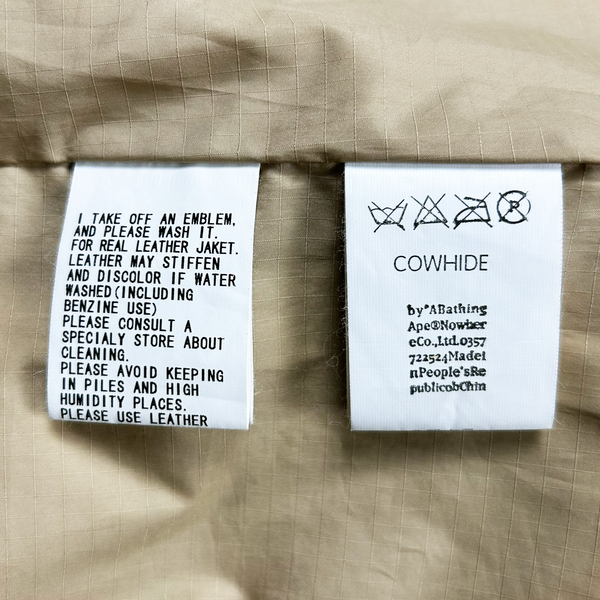 I TAKE OFF AN EMBLEM,
AND PLEASE WASH IT.
FOR REAL LEATHER JAKET.
LEATHER MAY STIFFEN
AND DISCOLOR IF WATER
WASHED(INCLUDING
BENZINE USE)
PLEASE CONSULT A
SPECIALY STORE ABOUT
CLEANING.
PLEASE AVOID KEEPING
IN PILES AND HIGH
HUMIDITY PLACES.
PLEASE USE LEATHER
R
COWHIDE
by*ABathing
Ape®Nowher
eCo.,Ltd.0357
722524Madei
nPeople'sRe
publicobChin